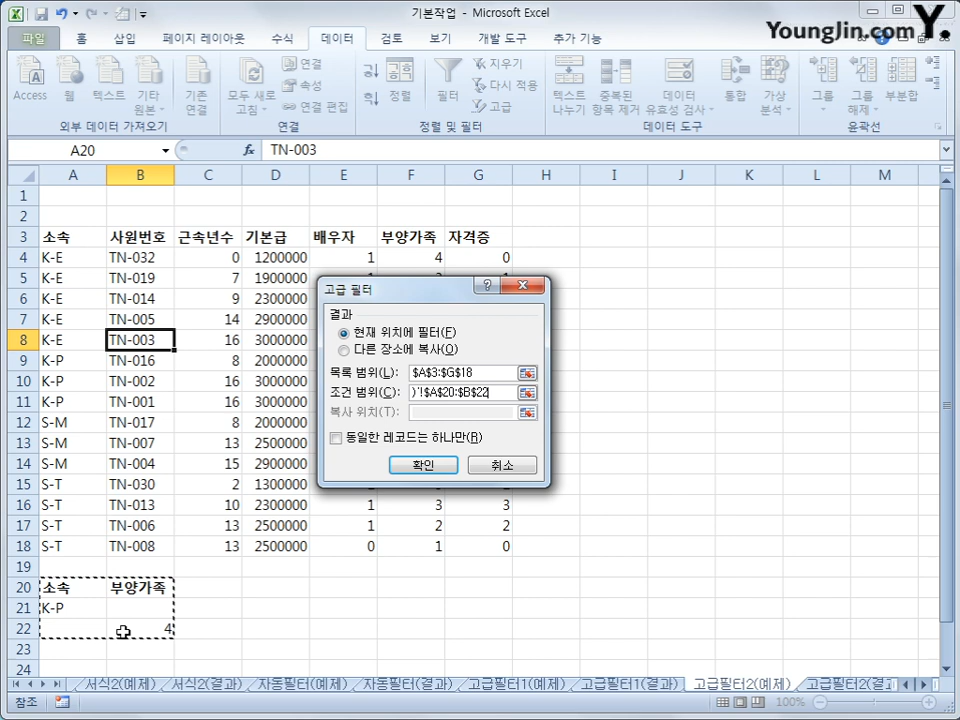 기본작업 - Microsoft Excel
YoungJin.com Y.
파일 홈 삽입 페이지 레이아웃 수식 데이터 검토 보기 개발 도구 추가 기능
Access 웹 텍스트 기타 원본 기존 연결 모두 새로 고침 연결 속성 연결 편집 정렬 필터 지우기 다시 적용 고급 텍스트 나누기 중복된 항목 제거 데이터 유효성 검사 통합 가상 분석 그룹 그룹 해제 부분합
외부 데이터 가져오기 연결 정렬 및 필터 데이터 도구 윤곽선
A20 fx TN-003
A B C D E F G H I J K L M
1
2
3 소속 사원번호 근속년수 기본급 배우자 부양가족 자격증
4 K-E TN-032 0 1200000 1 4 0
5 K-E TN-019 7 1900000
6 K-E TN-014 9 2300000
7 K-E TN-005 14 2900000
8 K-E TN-003 16 3000000
9 K-P TN-016 8 2000000
10 K-P TN-002 16 3000000
11 K-P TN-001 16 3000000
12 S-M TN-017 8 2000000
13 S-M TN-007 13 2500000
14 S-M TN-004 15 2900000
15 S-T TN-030 2 1300000
16 S-T TN-013 10 2300000 1 3 3
17 S-T TN-006 13 2500000 1 2 2
18 S-T TN-008 13 2500000 0 1 0
19
20 소속 부양가족
21 K-P
22 4
23
24
고급 필터
결과
현재 위치에 필터(F)
다른 장소에 복사(O)
목록 범위(L): $A$3:$G$18
조건 범위(C): )'!$A$20:$B$22
복사 위치(T):
동일한 레코드는 하나만(R)
확인 취소
서식2(예제) 서식2(결과) 자동필터(예제) 자동필터(결과) 고급필터1(예제) 고급필터1(결과) 고급필터2(예제) 고급필터2(결
참조 100%